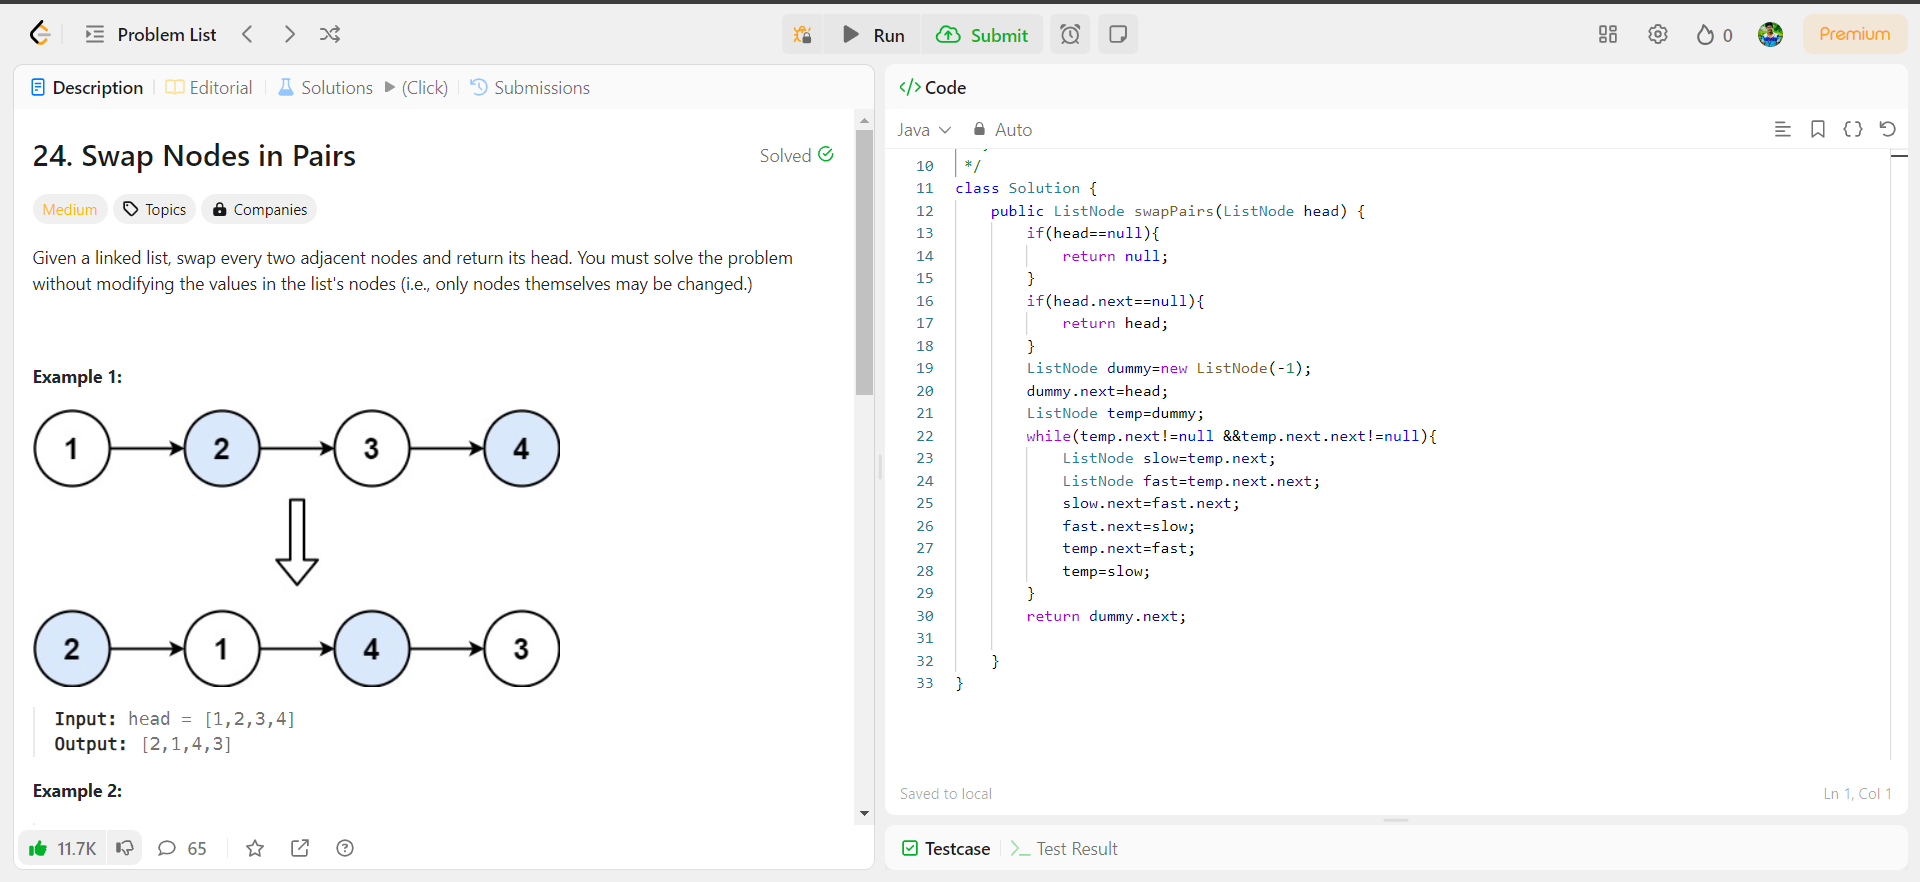 Problem List
Run
Submit
0
Premium
Description
Editorial
Solutions
(Click)
Submissions
24. Swap Nodes in Pairs
Solved
Medium
Topics
Companies
Given a linked list, swap every two adjacent nodes and return its head. You must solve the problem
without modifying the values in the list's nodes (i.e., only nodes themselves may be changed.)
Example 1:
1 2 3 4
2 1 4 3
Input: head = [1,2,3,4]
Output: [2,1,4,3]
Example 2:
11.7K
65
</> Code
Java
Auto
10 */
11 class Solution {
12 public ListNode swapPairs(ListNode head) {
13 if(head==null){
14 return null;
15 }
16 if(head.next==null){
17 return head;
18 }
19 ListNode dummy=new ListNode(-1);
20 dummy.next=head;
21 ListNode temp=dummy;
22 while(temp.next!=null &&temp.next.next!=null){
23 ListNode slow=temp.next;
24 ListNode fast=temp.next.next;
25 slow.next=fast.next;
26 fast.next=slow;
27 temp.next=fast;
28 temp=slow;
29 }
30 return dummy.next;
31
32 }
33 }
Saved to local
Ln 1, Col 1
Testcase
Test Result